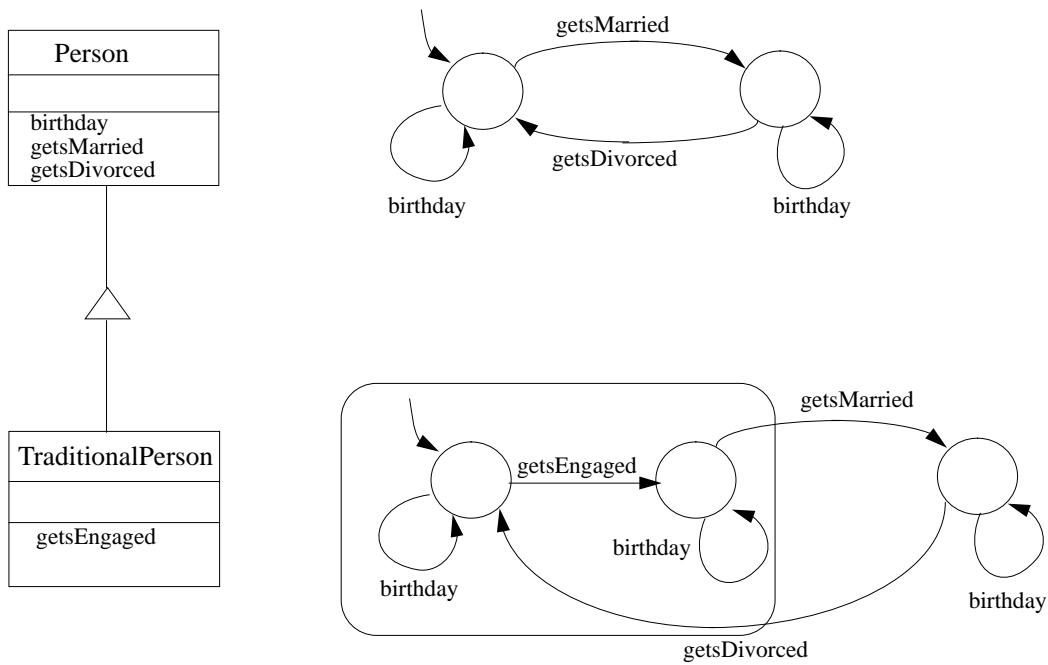 Person
birthday
getsMarried
getsDivorced
getsMarried
getsDivorced
birthday
birthday
TraditionalPerson
getsEngaged
getsMarried
getsEngaged
birthday
birthday
birthday
getsDivorced